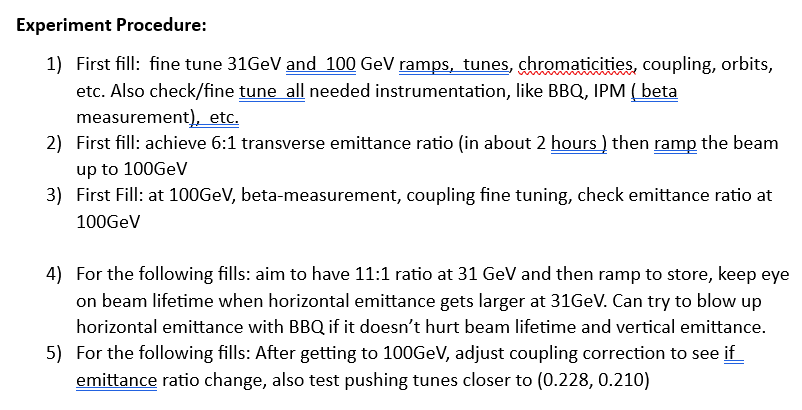 Experiment Procedure:
1) First fill: fine tune 31GeV and 100 GeV ramps, tunes, chromaticities, coupling, orbits,
etc. Also check/fine tune all needed instrumentation, like BBQ, IPM ( beta
measurement), etc.
2) First fill: achieve 6:1 transverse emittance ratio (in about 2 hours ) then ramp the beam
up to 100GeV
3) First Fill: at 100GeV, beta-measurement, coupling fine tuning, check emittance ratio at
100GeV
4) For the following fills: aim to have 11:1 ratio at 31 GeV and then ramp to store, keep eye
on beam lifetime when horizontal emittance gets larger at 31GeV. Can try to blow up
horizontal emittance with BBQ if it doesn’t hurt beam lifetime and vertical emittance.
5) For the following fills: After getting to 100GeV, adjust coupling correction to see if
emittance ratio change, also test pushing tunes closer to (0.228, 0.210)